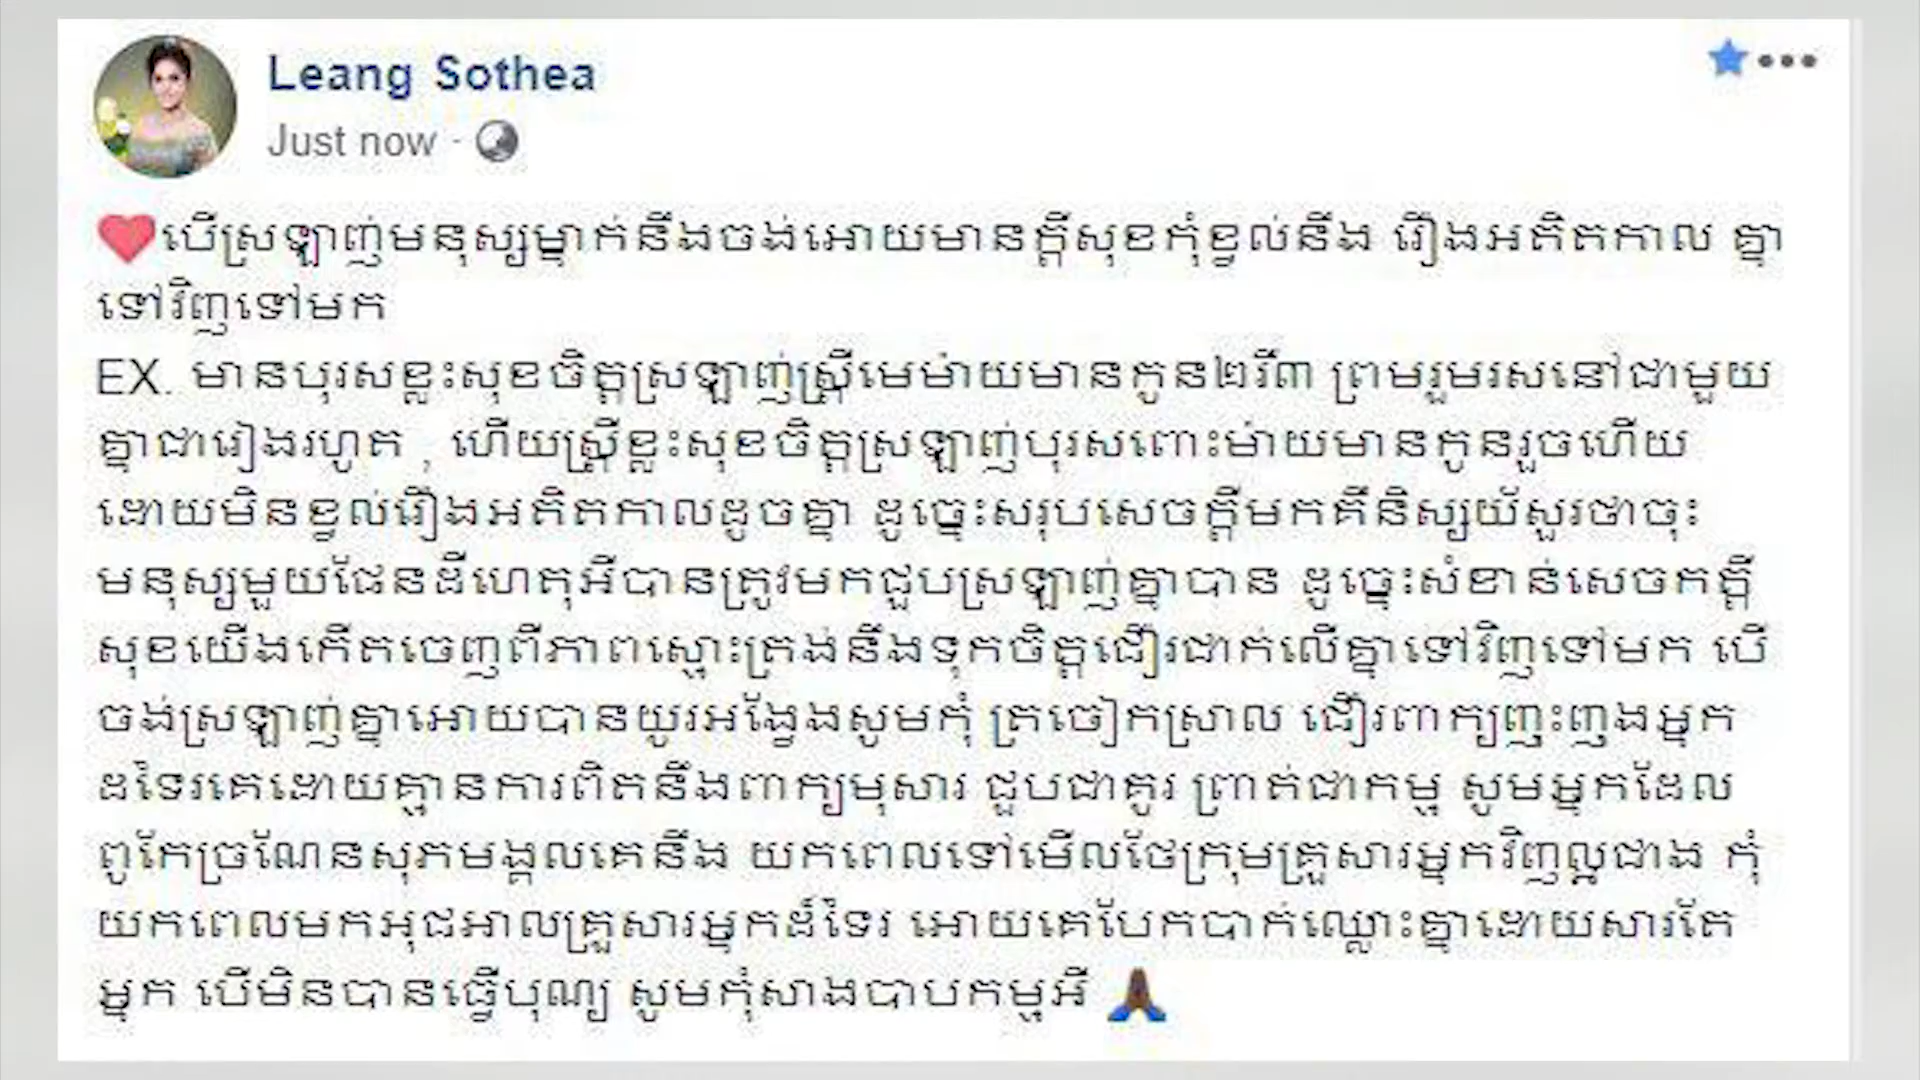 Leang Sothea
Just now ·
❤បើស្រឡាញ់មនុស្សម្នាក់នឹងចង់អោយមានក្ដីសុខកុំខ្វល់នឹង រឿងអតិតកាល គ្នា
ទៅវិញទៅមក
EX. មានបុរសខ្លះសុខចិត្តស្រឡាញ់ស្ត្រីមេម៉ាយមានកូន២រឺ៣ ព្រមរួមរសនៅជាមួយ
គ្នាជារៀងរហូត , ហើយស្ត្រីខ្លះសុខចិត្តស្រឡាញ់បុរសពោះម៉ាយមានកូនរួចហើយ
ដោយមិនខ្វល់រឿងអតិតកាលដូចគ្នា ដូច្នេះសរុបសេចក្ដីមកគឺនិស្ស័យសួរថាចុះ
មនុស្សមួយផែនដីហេតុអីបានត្រូវមកជួបស្រឡាញ់គ្នាបាន ដូច្នេះសំខាន់សេចកក្ដី
សុខយើងកើតចេញពីភាពស្មោះត្រង់នឹងទុកចិត្តជឿរជាក់លើគ្នាទៅវិញទៅមក បើ
ចង់ស្រឡាញ់គ្នាអោយបានយូរអង្វែងសូមកុំ ត្រចៀកស្រាល ជឿរពាក្យញុះញង់អ្នក
ដទៃរគេដោយគ្មានការពិតនឹងពាក្យមុសារ ជួបជាគូរ ព្រាត់ជាកម្ម សូមអ្នកដែល
ពូកែច្រណែនសុភមង្គលគេនឹង យកពេលទៅមើលថែក្រុមគ្រួសារអ្នកវិញល្អជាង កុំ
យកពេលមកអុជអាលគ្រួសារអ្នកដ៏ទៃរ អោយគេបែកបាក់ឈ្លោះគ្នាដោយសារតែ
អ្នក បើមិនបានធ្វើបុណ្យ សូមកុំសាងបាបកម្មអី 🙏